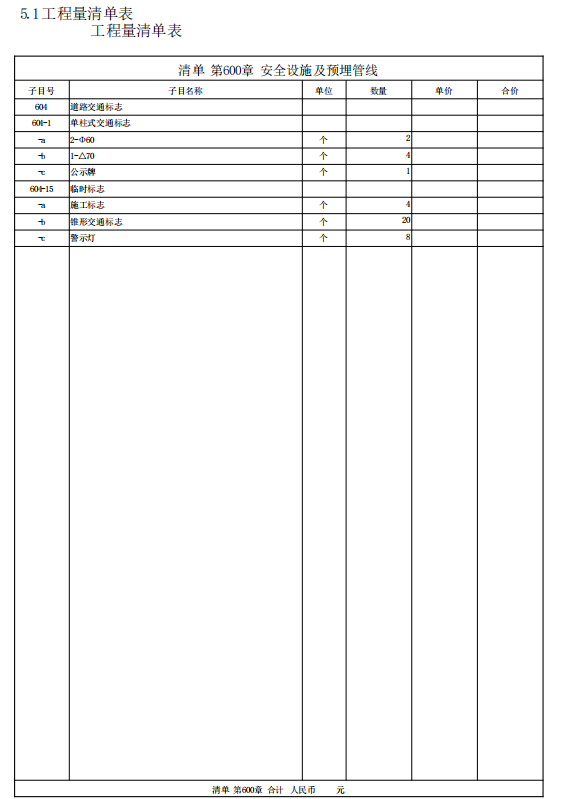 5.1工程量清单表
工程量清单表
清单 第600章 安全设施及预埋管线
子目号 子目名称 单位 数量 单价 合价
604 道路交通标志
604-1 单柱式交通标志
-a 2-Φ60 个 2
-b 1-△70 个 4
-c 公示牌 个 1
604-15 临时标志
-a 施工标志 个 4
-b 锥形交通标志 个 20
-c 警示灯 个 8
清单 第600章 合计 人民币 元